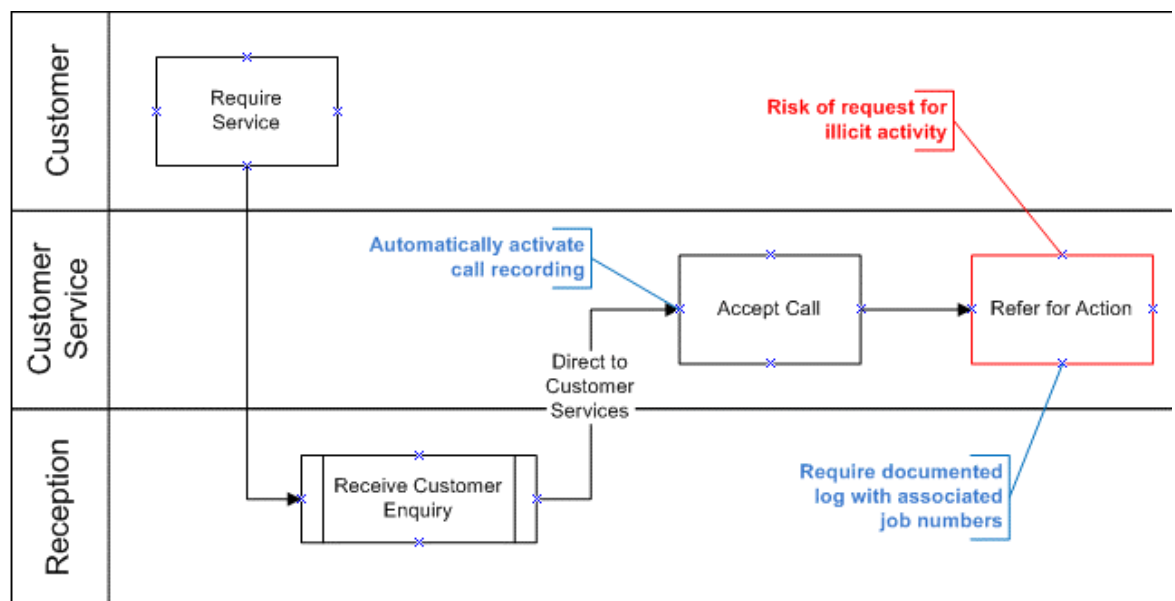 Customer
Require
Service
Risk of request for
illicit activity
Customer
Service
Automatically activate
call recording
Accept Call
Refer for Action
Direct to
Customer
Services
Reception
Receive Customer
Enquiry
Require documented
log with associated
job numbers